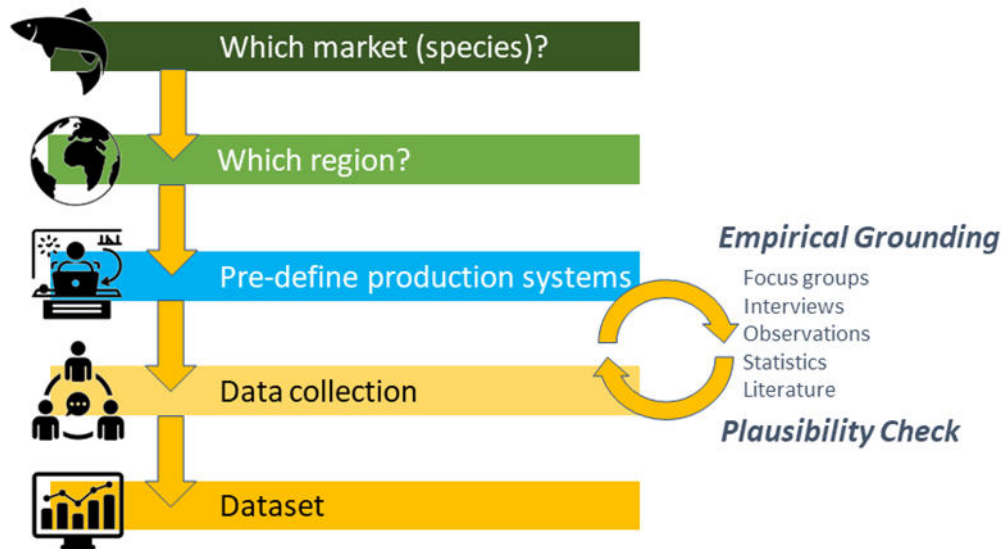 Which market (species)?
Which region?
Pre-define production systems
Data collection
Dataset
Empirical Grounding
Focus groups
Interviews
Observations
Statistics
Literature
Plausibility Check